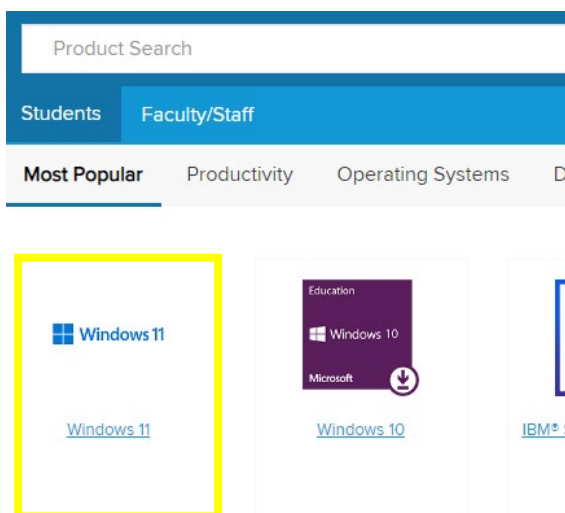 Product Search
Students Faculty/Staff
Most Popular Productivity Operating Systems D
Education
Windows 11 Windows 10
Microsoft
Windows 11 Windows 10 IBM®